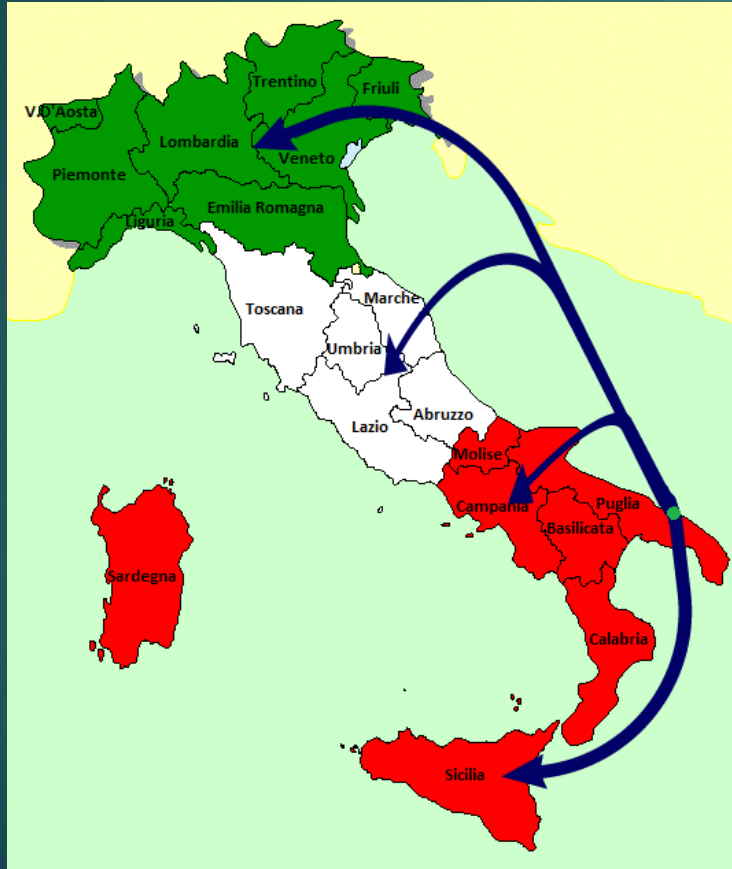 Trentino
Friuli
V.D'Aosta
Lombardia
Veneto
Piemonte
Emilia Romagna
Liguria
Marche
Toscana
Umbria
Abruzzo
Lazio
Molise
Puglia
Campania
Basilicata
Sardegna
Calabria
Sicilia